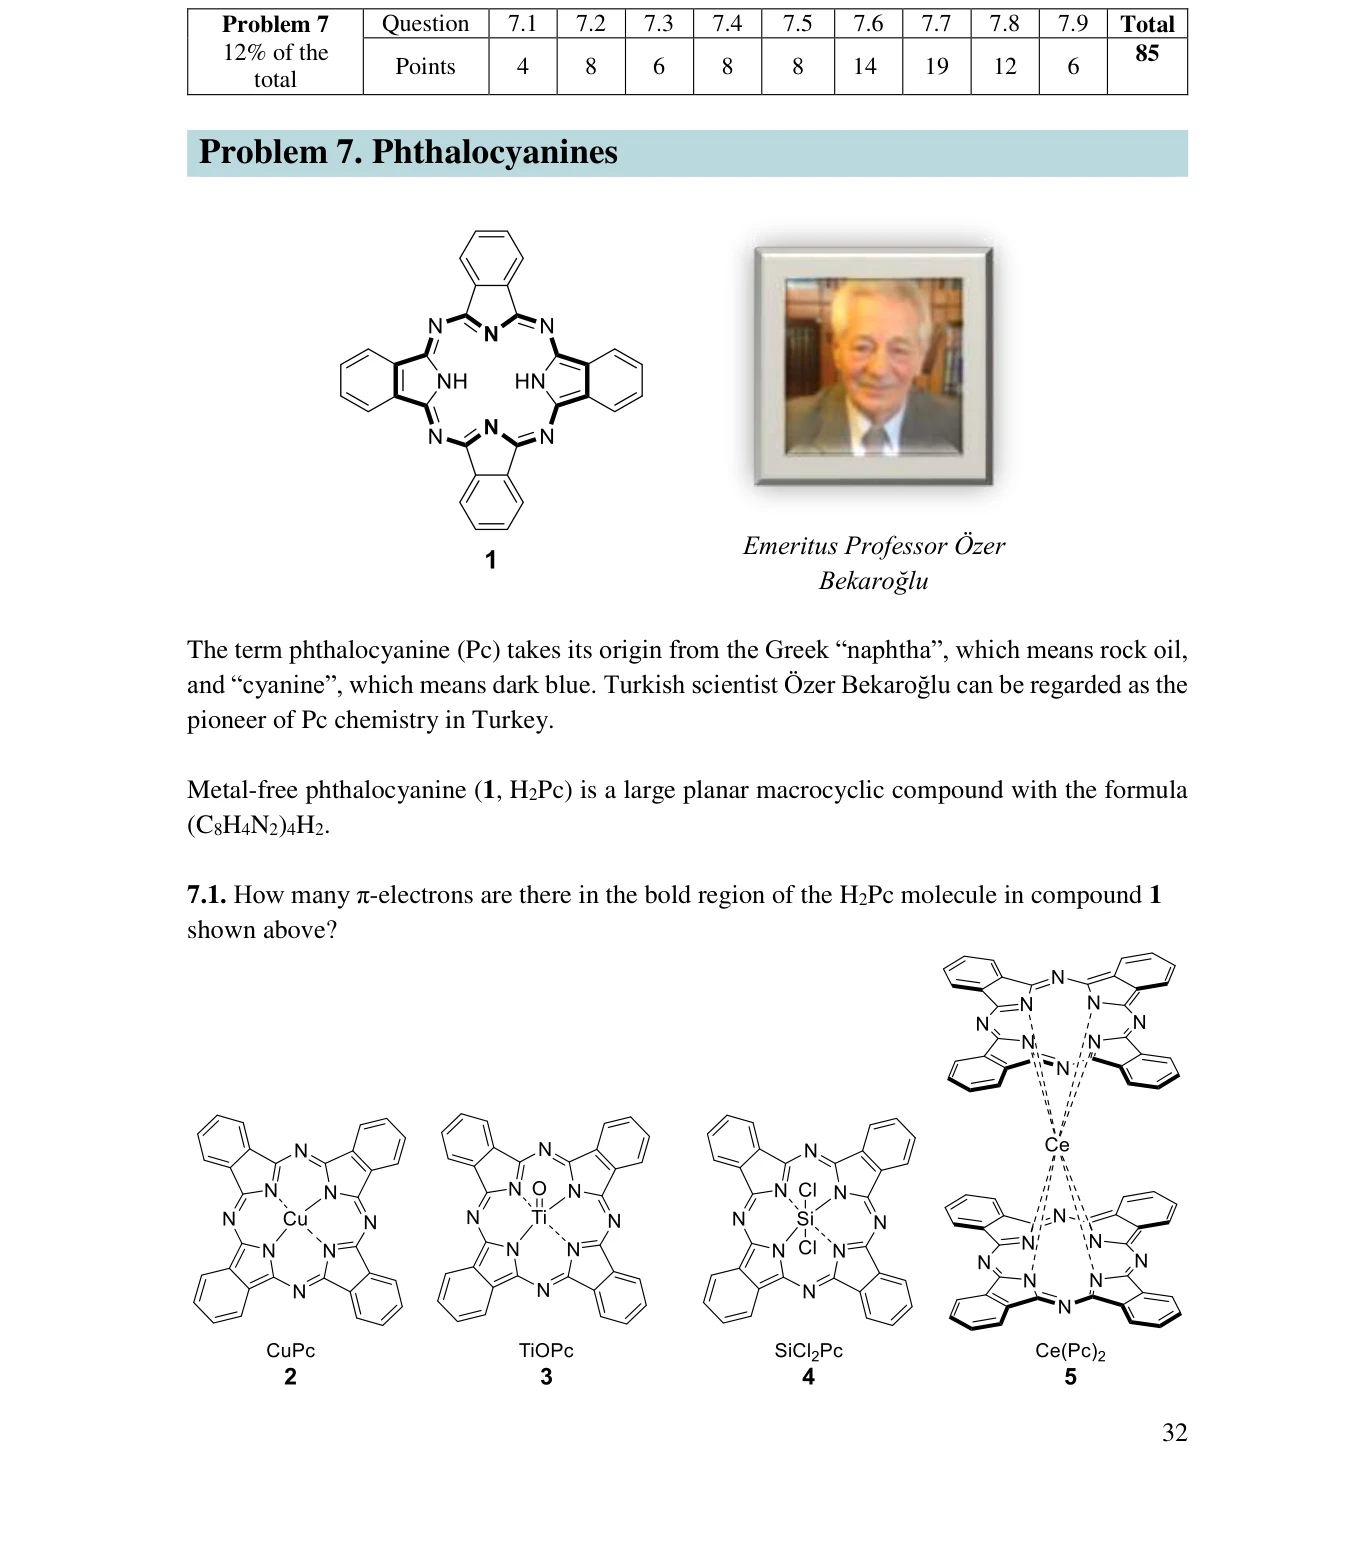 Problem 7
12% of the
total
Question 7.1 7.2 7.3 7.4 7.5 7.6 7.7 7.8 7.9 Total
Points 4 8 6 8 8 14 19 12 6 85
Problem 7. Phthalocyanines
N N N
NH HN
N N N
1
Emeritus Professor Özer
Bekaroğlu
The term phthalocyanine (Pc) takes its origin from the Greek “naphtha”, which means rock oil,
and “cyanine”, which means dark blue. Turkish scientist Özer Bekaroğlu can be regarded as the
pioneer of Pc chemistry in Turkey.
Metal-free phthalocyanine (1, H₂Pc) is a large planar macrocyclic compound with the formula
(C₈H₄N₂)₄H₂.
7.1. How many π-electrons are there in the bold region of the H₂Pc molecule in compound 1
shown above?
N
N N
N Cu N
N N
N
CuPc
2
N
N O N
N Ti N
N N
N
TiOPc
3
N
N Cl N
N Si N
N Cl N
N
SiCl₂Pc
4
N
N N
N N
N N
N
Ce
N
N N
N N
N N
N
Ce(Pc)₂
5
32